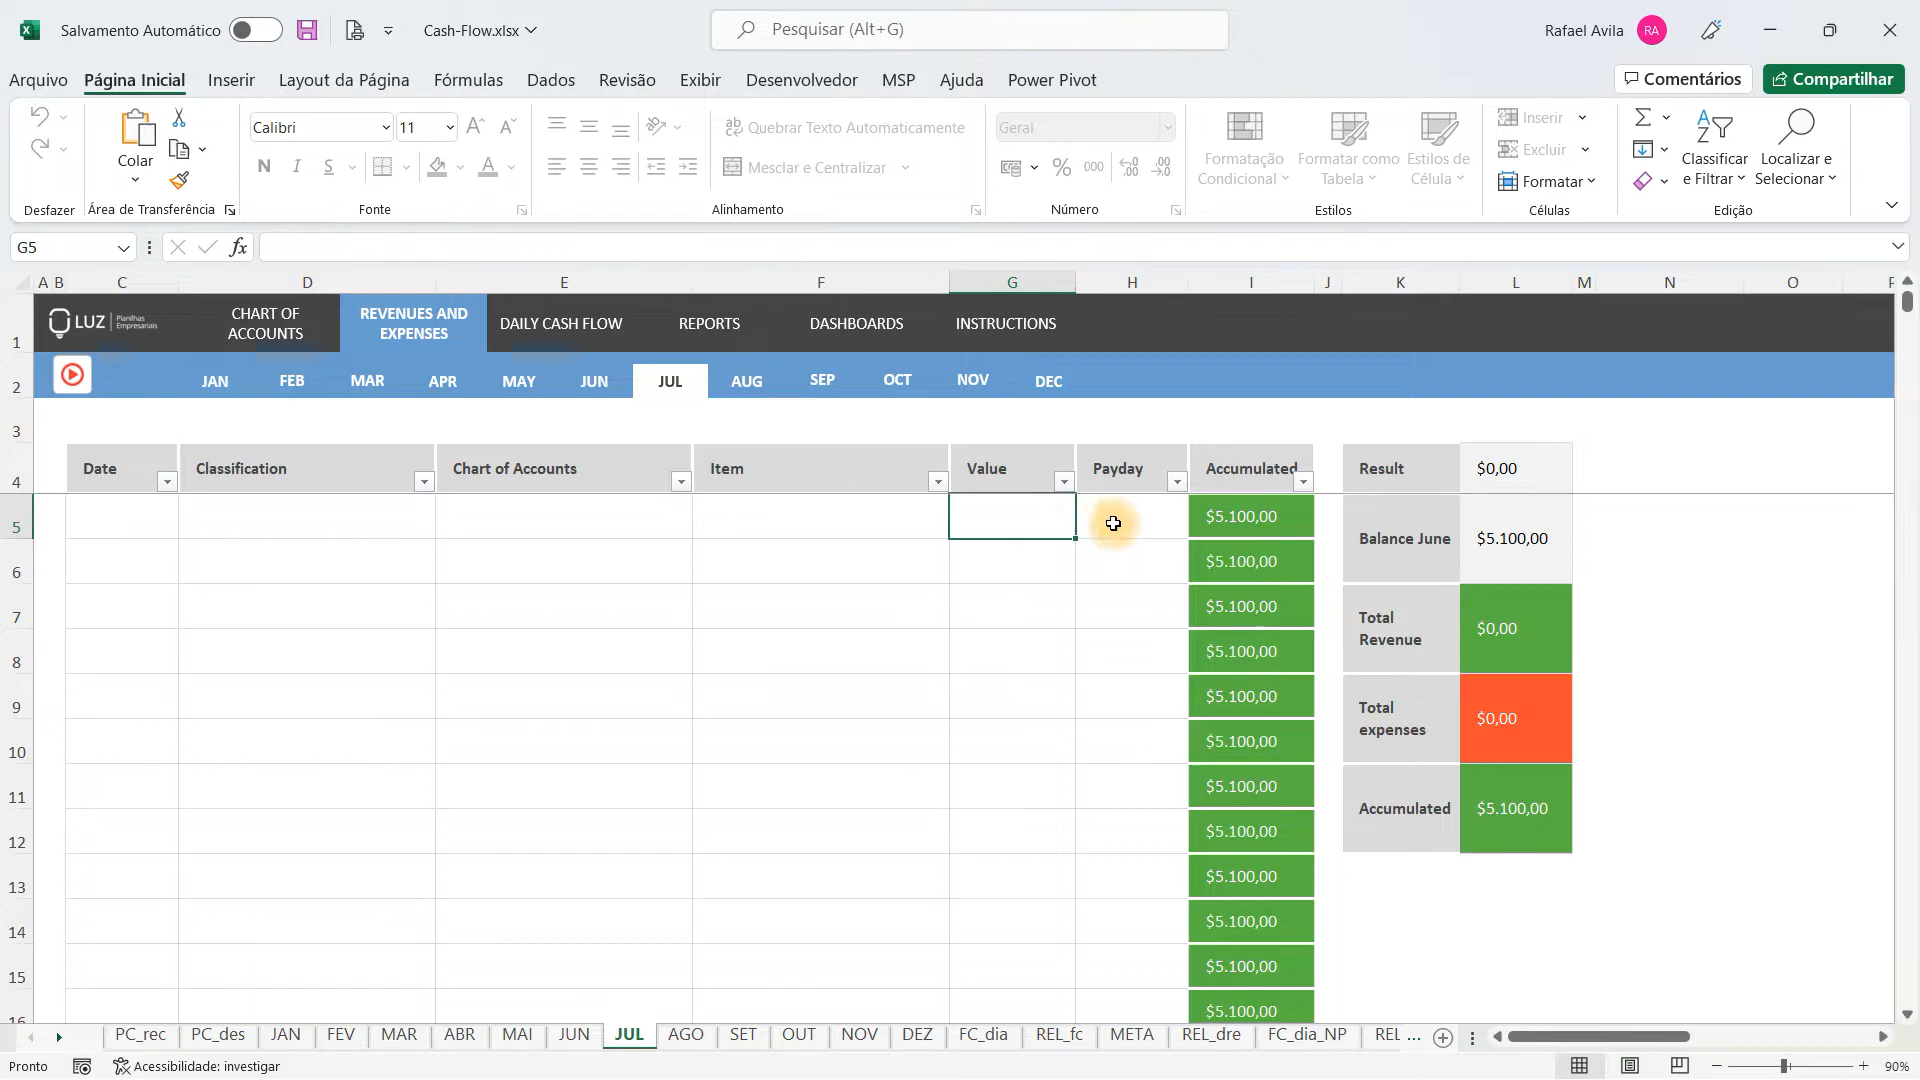 Salvamento Automático
Cash-Flow.xlsx
Pesquisar (Alt+G)
Rafael Avila
RA
Arquivo
Página Inicial
Inserir
Layout da Página
Fórmulas
Dados
Revisão
Exibir
Desenvolvedor
MSP
Ajuda
Power Pivot
Comentários
Compartilhar
Desfazer
Colar
Área de Transferência
Calibri
11
N
I
S
Fonte
Quebrar Texto Automaticamente
Mesclar e Centralizar
Alinhamento
Geral
%
000
Número
Formatação
Condicional
Formatar como
Tabela
Estilos de
Célula
Estilos
Inserir
Excluir
Formatar
Células
Classificar
e Filtrar
Localizar e
Selecionar
Edição
G5
fx
A B C D E F G H I J K L M N O
LUZ
Planilhas
Empresariais
CHART OF
ACCOUNTS
REVENUES AND
EXPENSES
DAILY CASH FLOW
REPORTS
DASHBOARDS
INSTRUCTIONS
1
2
JAN FEB MAR APR MAY JUN JUL AUG SEP OCT NOV DEC
3
4
Date
Classification
Chart of Accounts
Item
Value
Payday
Accumulated
Result
$0,00
5
$5.100,00
Balance June
$5.100,00
6
$5.100,00
7
$5.100,00
Total
Revenue
$0,00
8
$5.100,00
9
$5.100,00
Total
expenses
$0,00
10
$5.100,00
11
$5.100,00
Accumulated
$5.100,00
12
$5.100,00
13
$5.100,00
14
$5.100,00
15
$5.100,00
16
$5.100,00
PC_rec
PC_des
JAN
FEV
MAR
ABR
MAI
JUN
JUL
AGO
SET
OUT
NOV
DEZ
FC_dia
REL_fc
META
REL_dre
FC_dia_NP
REL ...
Pronto
Acessibilidade: investigar
90%